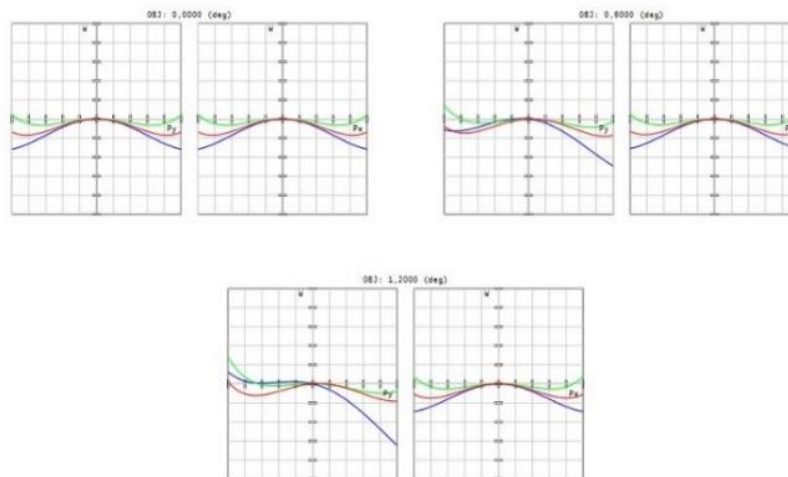 OBJ: 0,0000 (deg)
W
Py
W
Px
OBJ: 0,6000 (deg)
W
Py
W
OBJ: 1,2000 (deg)
W
Py
W
Px